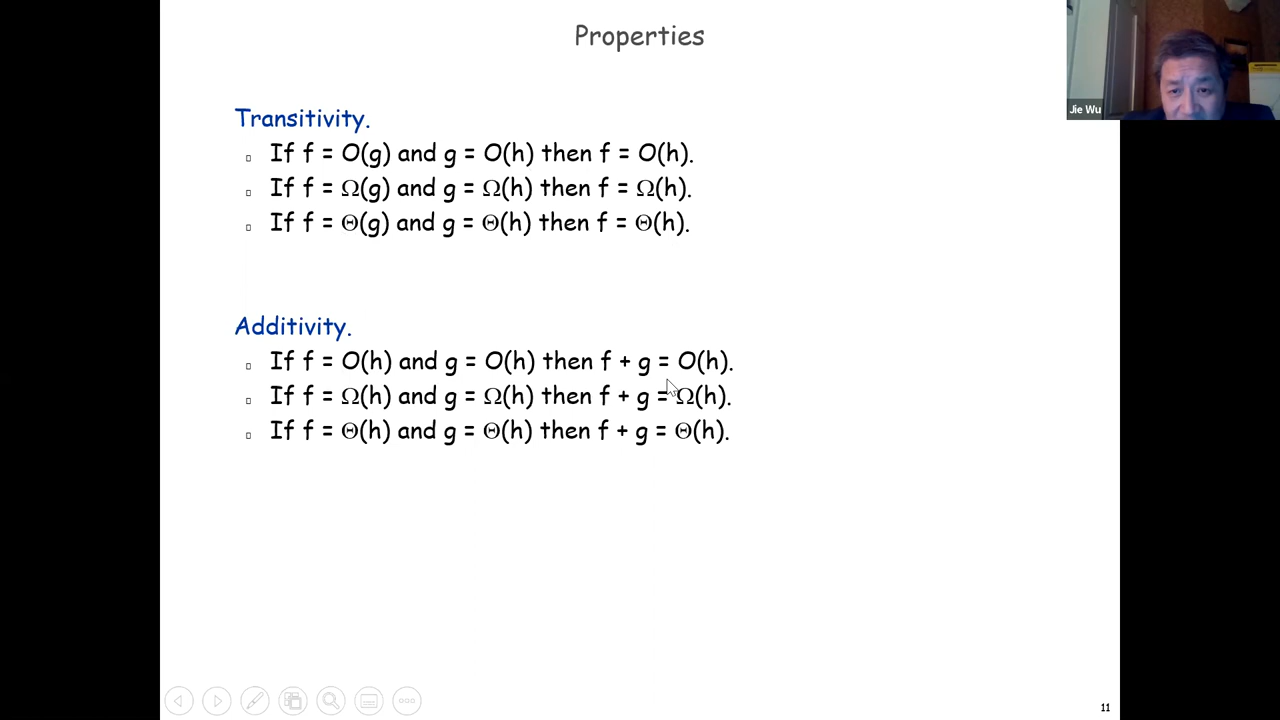 Properties
Jie Wu
Transitivity.
If f = O(g) and g = O(h) then f = O(h).
If f = Ω(g) and g = Ω(h) then f = Ω(h).
If f = Θ(g) and g = Θ(h) then f = Θ(h).
Additivity.
If f = O(h) and g = O(h) then f + g = O(h).
If f = Ω(h) and g = Ω(h) then f + g = Ω(h).
If f = Θ(h) and g = Θ(h) then f + g = Θ(h).
11